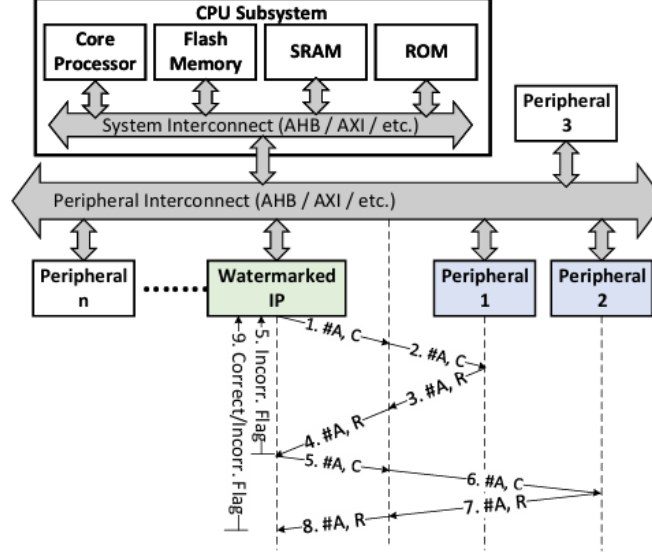 CPU Subsystem
Core
Processor
Flash
Memory
SRAM
ROM
System Interconnect (AHB / AXI / etc.)
Peripheral
3
Peripheral Interconnect (AHB / AXI / etc.)
Peripheral
n
Watermarked
IP
Peripheral
1
Peripheral
2
1. #A, C
2. #A, C
3. #A, R
4. #A, R
5. Incorr. Flag
9. Correct/Incorr. Flag
5. #A, C
6. #A, C
7. #A, R
8. #A, R